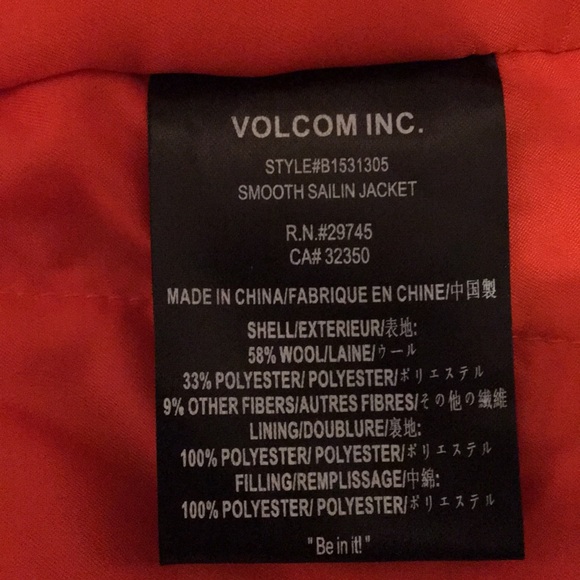 VOLCOM INC.
STYLE#B1531305
SMOOTH SAILIN JACKET
R.N.#29745
CA# 32350
MADE IN CHINA/FABRIQUE EN CHINE/中国製
SHELL/EXTERIEUR/表地:
58% WOOL/LAINE/ウール
33% POLYESTER/ POLYESTER/ポリエステル
9% OTHER FIBERS/AUTRES FIBRES/その他の繊維
LINING/DOUBLURE/裏地:
100% POLYESTER/ POLYESTER/ポリエステル
FILLING/REMPLISSAGE/中綿:
100% POLYESTER/ POLYESTER/ポリエステル
"Be in it!"